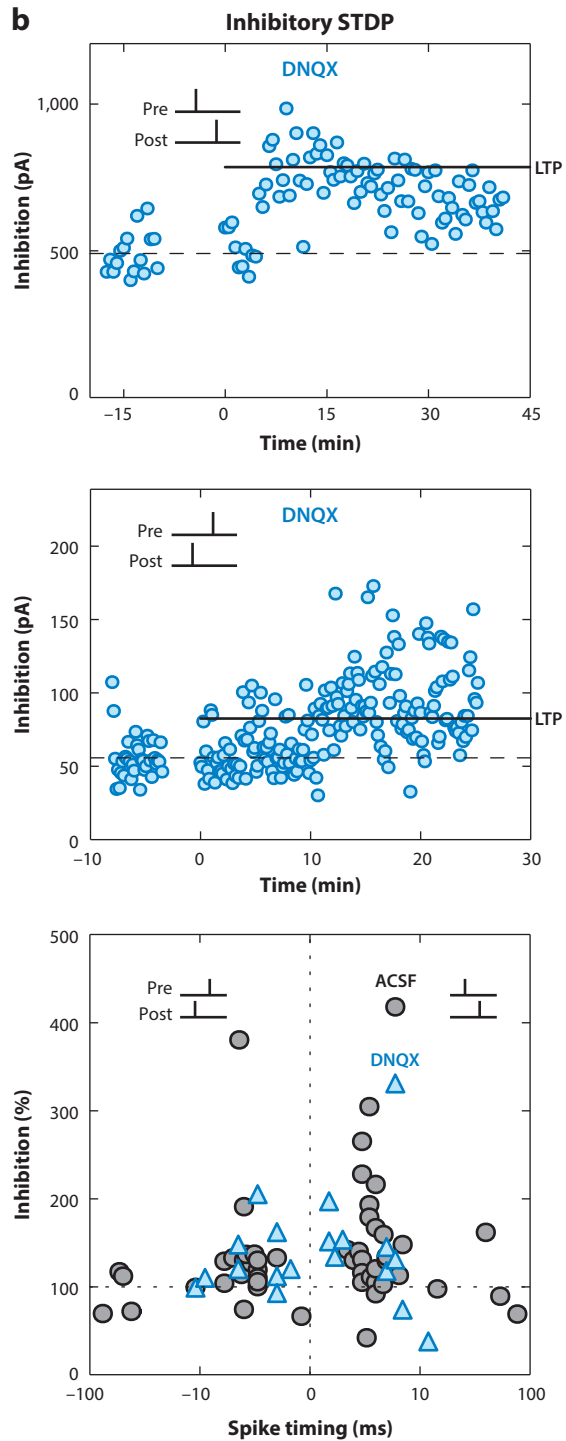 b
Inhibitory STDP
DNQX
Pre
Post
LTP
1,000
500
0
Inhibition (pA)
–15 0 15 30 45
Time (min)
DNQX
Pre
Post
LTP
200
150
100
50
0
Inhibition (pA)
–10 0 10 20 30
Time (min)
500
400
300
200
100
0
Inhibition (%)
Pre
Post
ACSF
DNQX
–100 –10 0 10 100
Spike timing (ms)